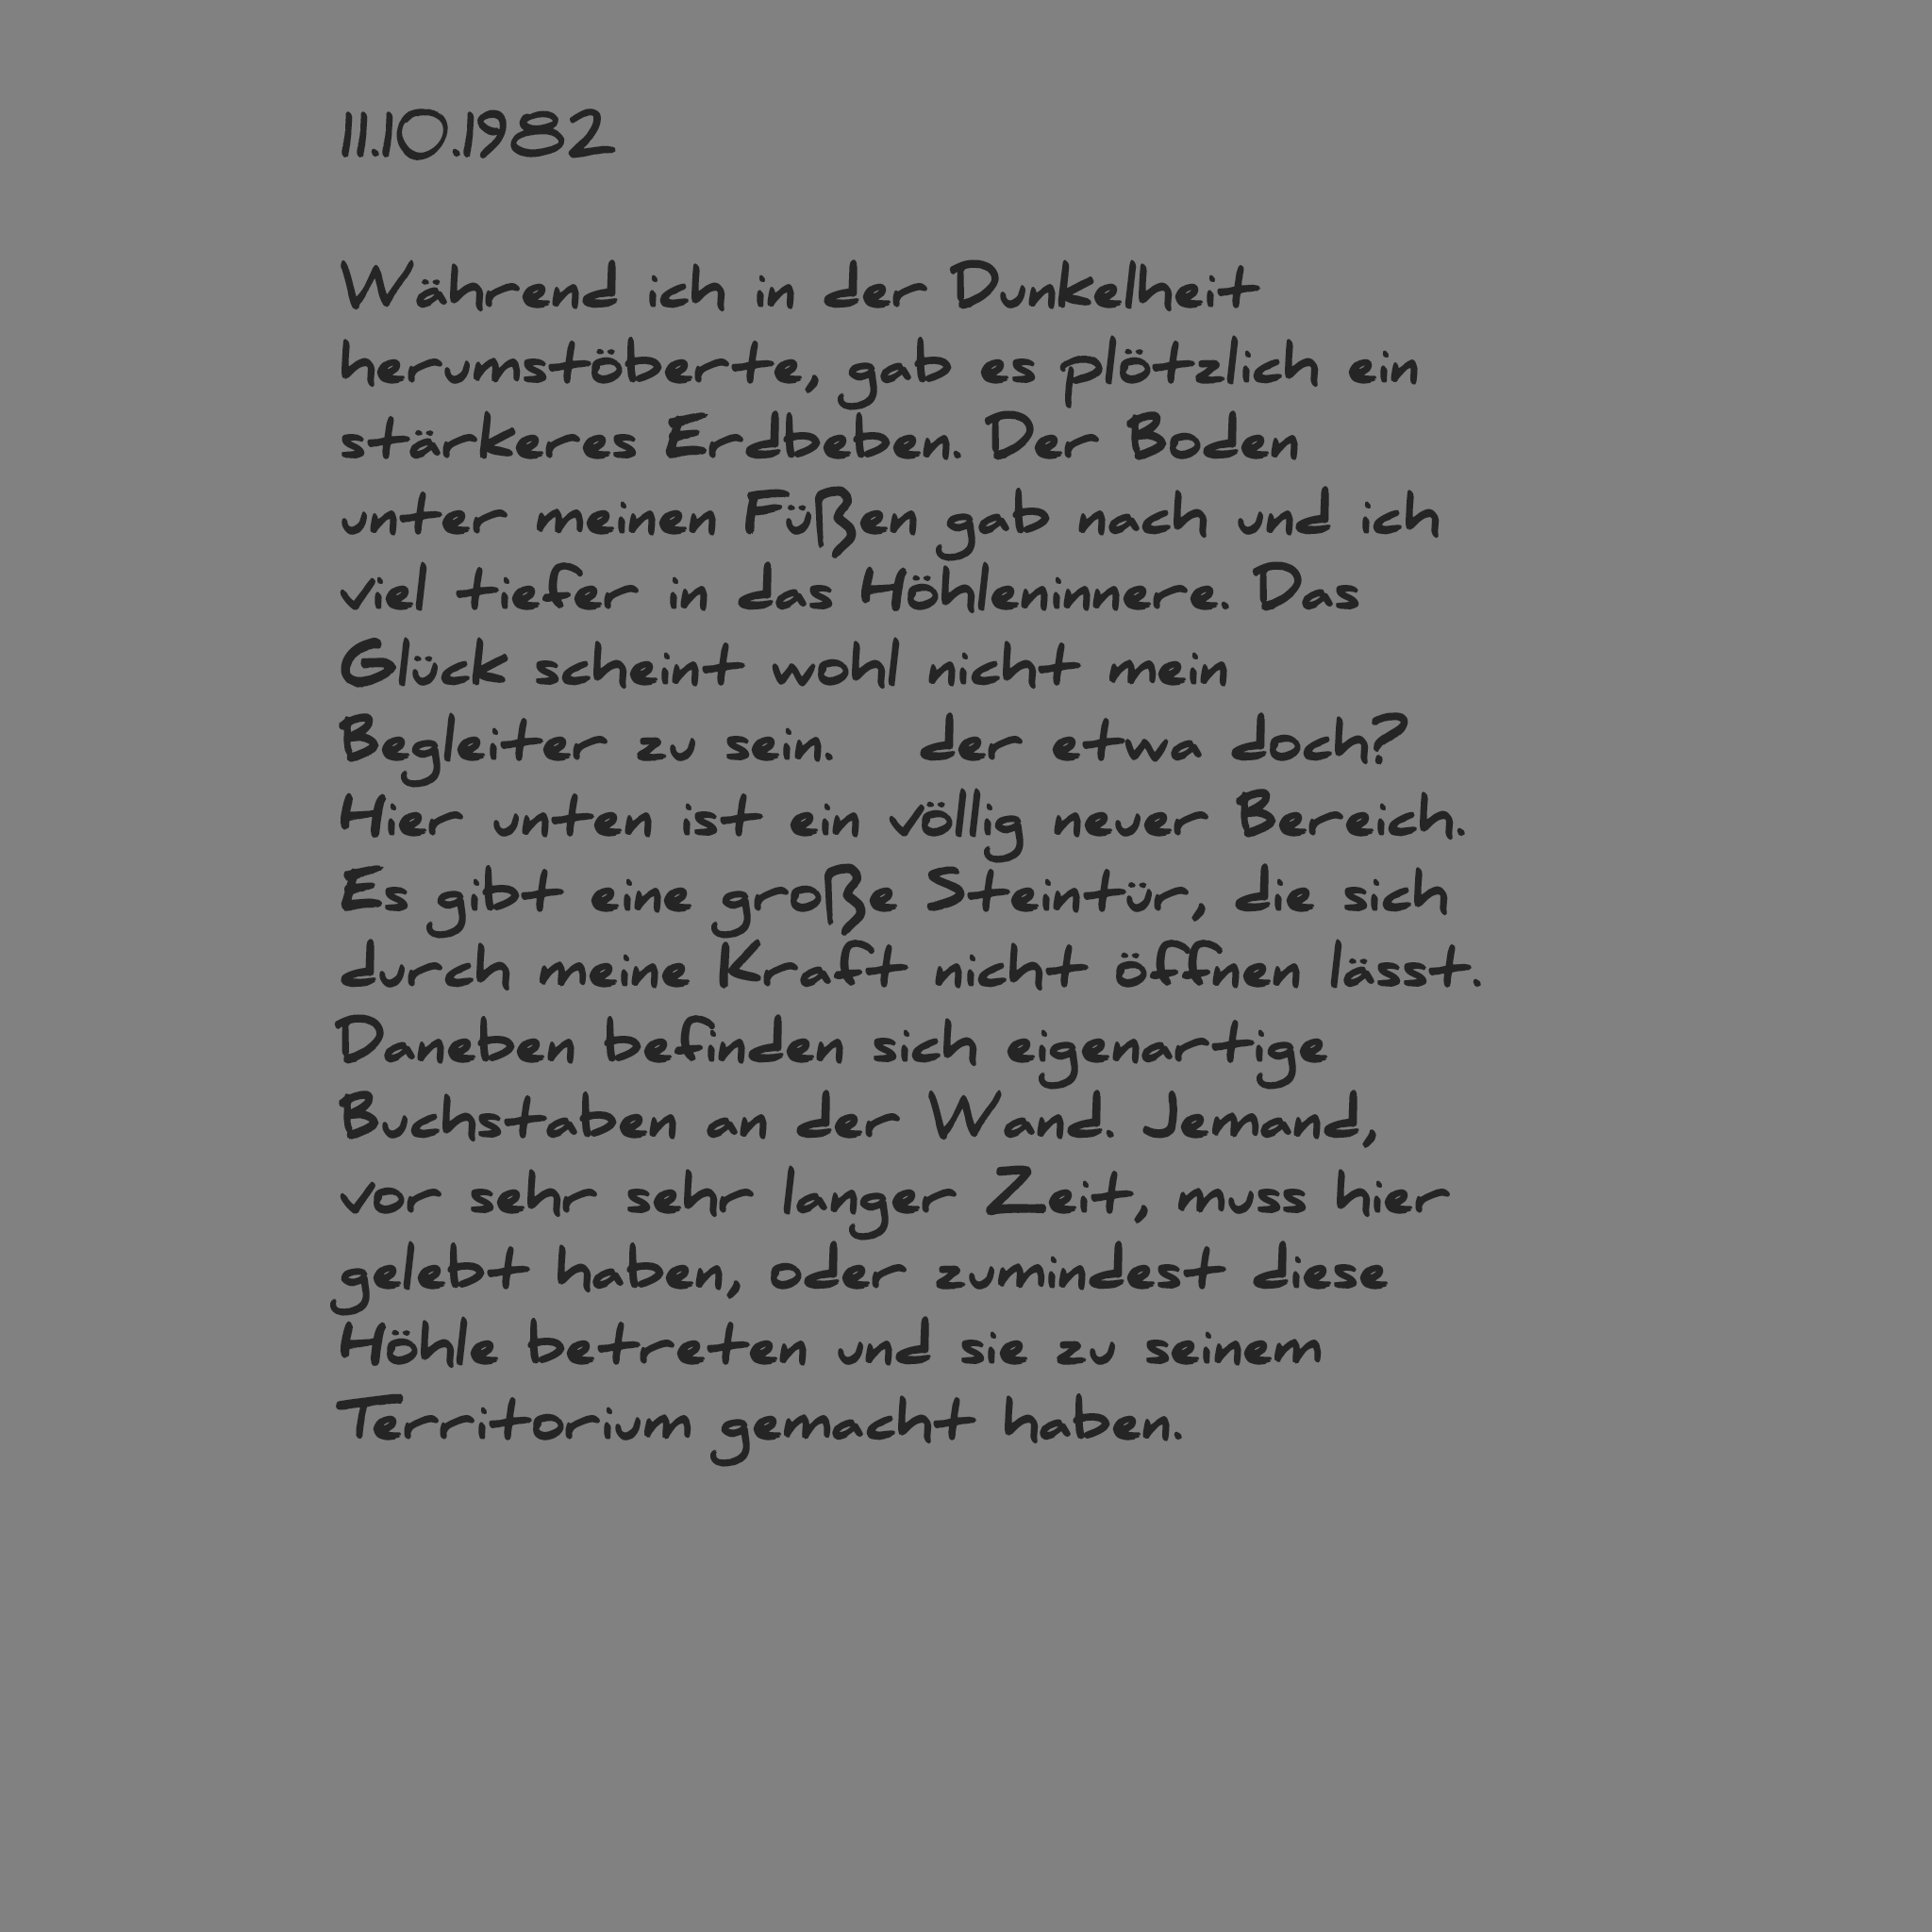 11.10.1982
Während ich in der Dunkelheit
herumstöberte, gab es plötzlich ein
stärkeres Erdbeben. Der Boden
unter meinen Füßen gab nach und ich
viel tiefer in das Höhleninnere. Das
Glück scheint wohl nicht mein
Begleiter zu sein. der etwa doch?
Hier unten ist ein völlig neuer Bereich.
Es gibt eine große Steintür, die sich
durch meine Kraft nicht öffnen lässt.
Daneben befinden sich eigenartige
Buchstaben an der Wand. Jemand,
vor sehr sehr langer Zeit, muss hier
gelebt haben, oder zumindest diese
Höhle betreten und sie zu seinem
Territorium gemacht haben.